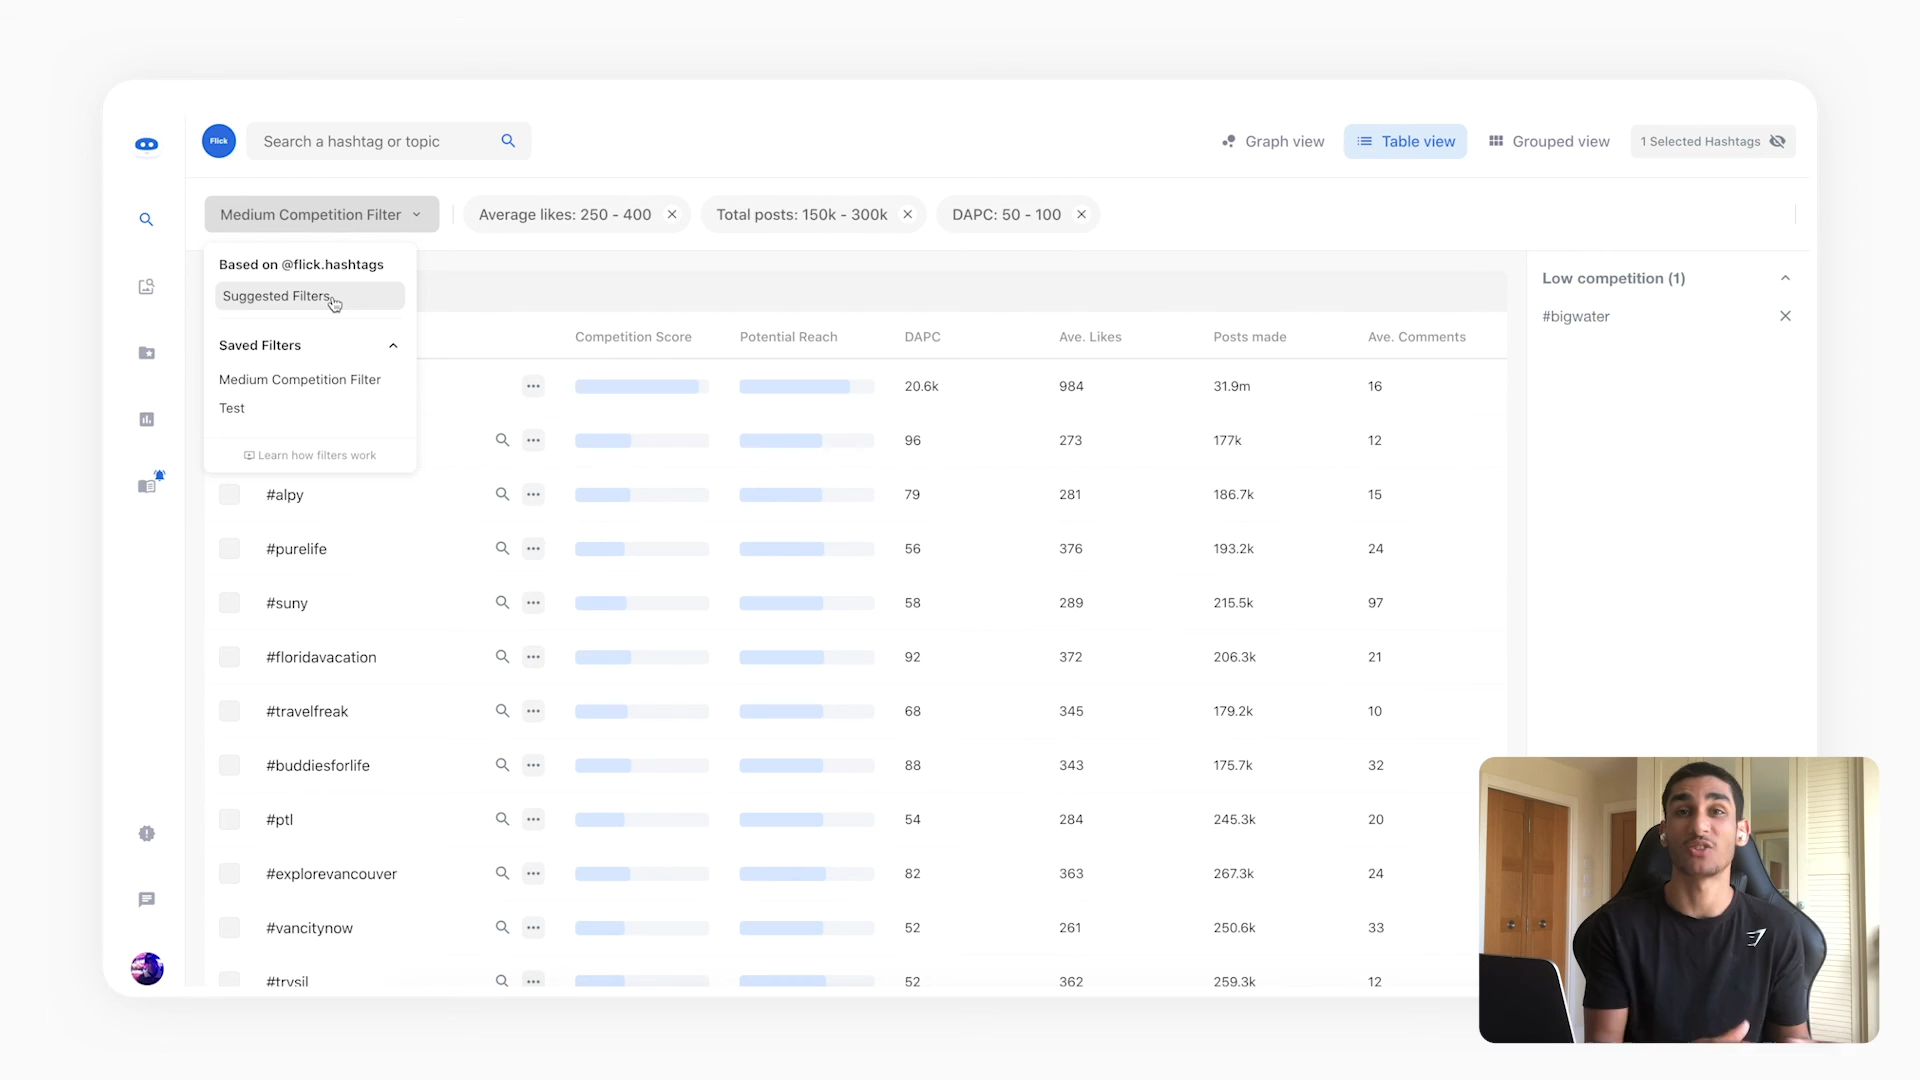 Flick
Search a hashtag or topic
Graph view
Table view
Grouped view
1 Selected Hashtags
Medium Competition Filter
Average likes: 250 - 400
Total posts: 150k - 300k
DAPC: 50 - 100
Based on @flick.hashtags
Suggested Filters
Saved Filters
Medium Competition Filter
Test
Learn how filters work
Low competition (1)
#bigwater
Competition Score Potential Reach DAPC Ave. Likes Posts made Ave. Comments
20.6k 984 31.9m 16
96 273 177k 12
#alpy 79 281 186.7k 15
#purelife 56 376 193.2k 24
#suny 58 289 215.5k 97
#floridavacation 92 372 206.3k 21
#travelfreak 68 345 179.2k 10
#buddiesforlife 88 343 175.7k 32
#ptl 54 284 245.3k 20
#explorevancouver 82 363 267.3k 24
#vancitynow 52 261 250.6k 33
#trysil 52 362 259.3k 12